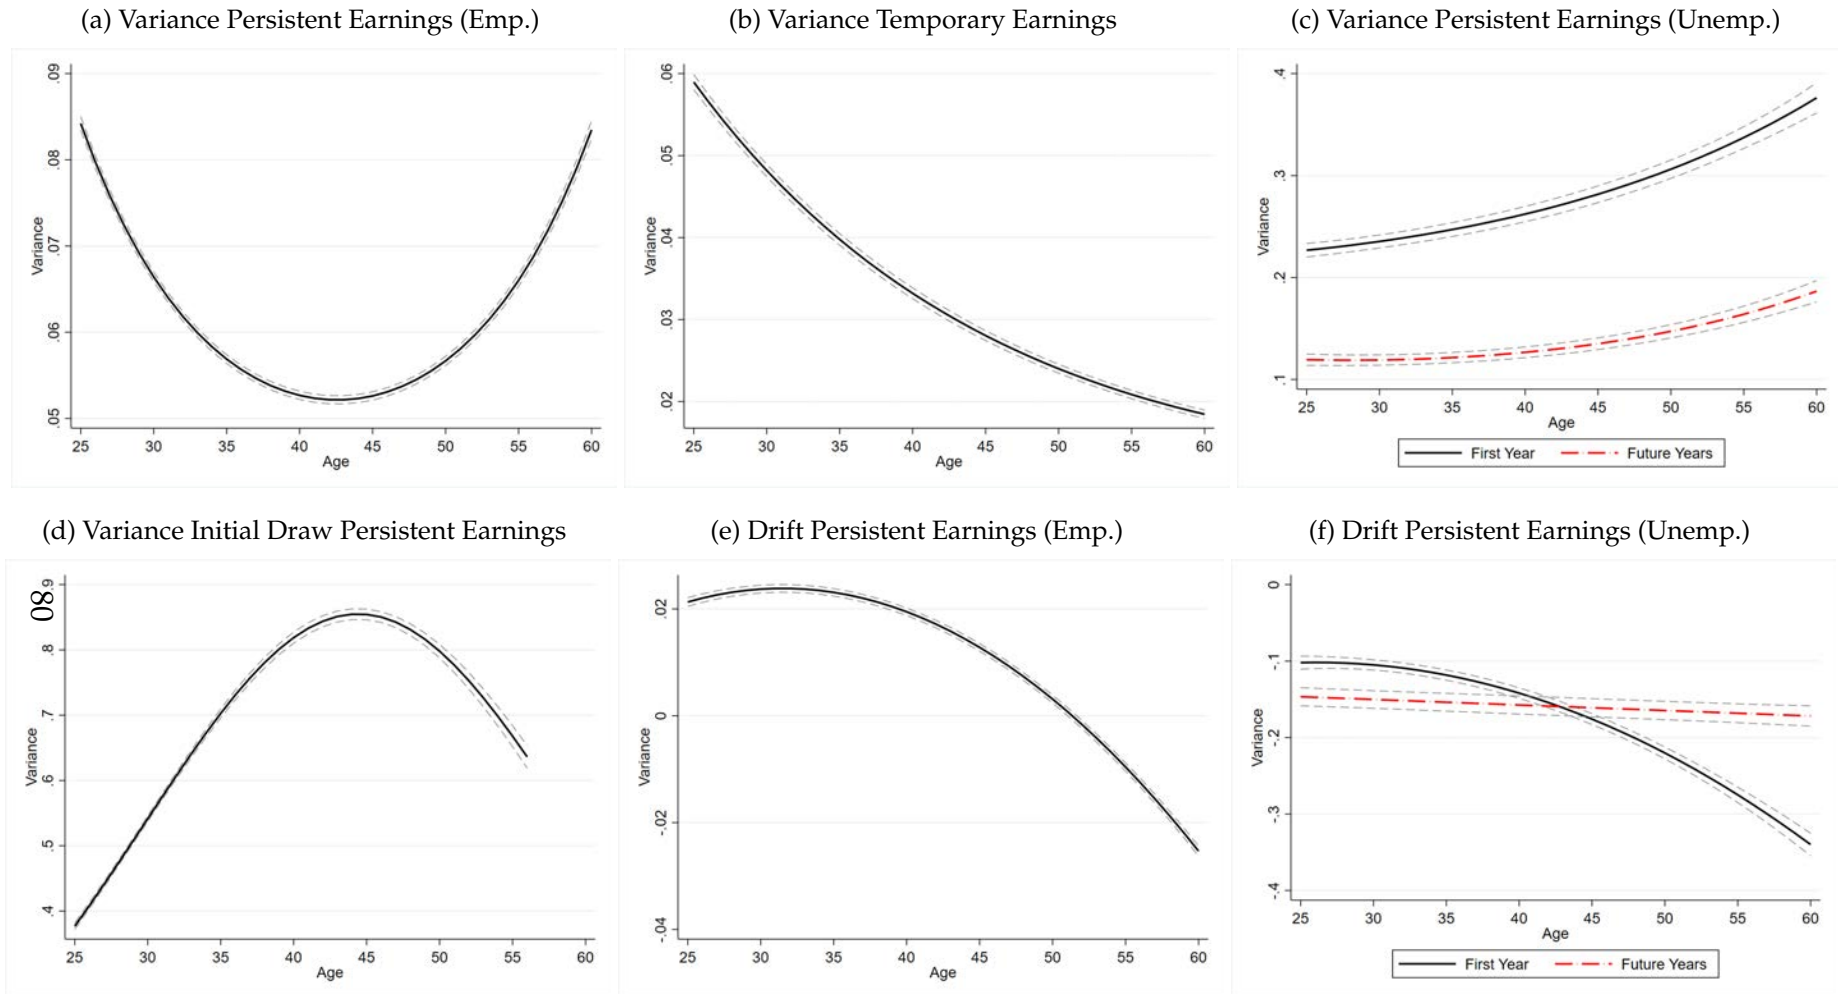 (a) Variance Persistent Earnings (Emp.)
.09
.08
.07
.06
.05
Variance
25 30 35 40 45 50 55 60
Age
(b) Variance Temporary Earnings
.06
.05
.04
.03
.02
Variance
25 30 35 40 45 50 55 60
Age
(c) Variance Persistent Earnings (Unemp.)
.4
.3
.2
.1
Variance
25 30 35 40 45 50 55 60
Age
First Year Future Years
(d) Variance Initial Draw Persistent Earnings
80
.9
.8
.7
.6
.5
.4
Variance
25 30 35 40 45 50 55 60
Age
(e) Drift Persistent Earnings (Emp.)
.02
0
-.02
-.04
Variance
25 30 35 40 45 50 55 60
Age
(f) Drift Persistent Earnings (Unemp.)
0
-.1
-.2
-.3
-.4
Variance
25 30 35 40 45 50 55 60
Age
First Year Future Years